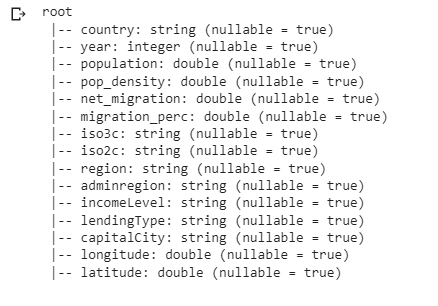 root
 |-- country: string (nullable = true)
 |-- year: integer (nullable = true)
 |-- population: double (nullable = true)
 |-- pop_density: double (nullable = true)
 |-- net_migration: double (nullable = true)
 |-- migration_perc: double (nullable = true)
 |-- iso3c: string (nullable = true)
 |-- iso2c: string (nullable = true)
 |-- region: string (nullable = true)
 |-- adminregion: string (nullable = true)
 |-- incomeLevel: string (nullable = true)
 |-- lendingType: string (nullable = true)
 |-- capitalCity: string (nullable = true)
 |-- longitude: double (nullable = true)
 |-- latitude: double (nullable = true)